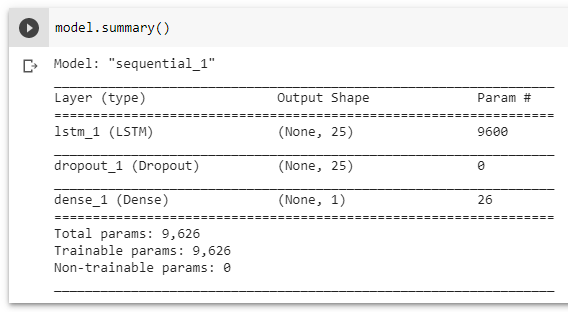 model.summary()
Model: "sequential_1"
_________________________________________________________________
Layer (type)                 Output Shape              Param #
=================================================================
lstm_1 (LSTM)                (None, 25)                9600
_________________________________________________________________
dropout_1 (Dropout)          (None, 25)                0
_________________________________________________________________
dense_1 (Dense)              (None, 1)                 26
=================================================================
Total params: 9,626
Trainable params: 9,626
Non-trainable params: 0
_________________________________________________________________